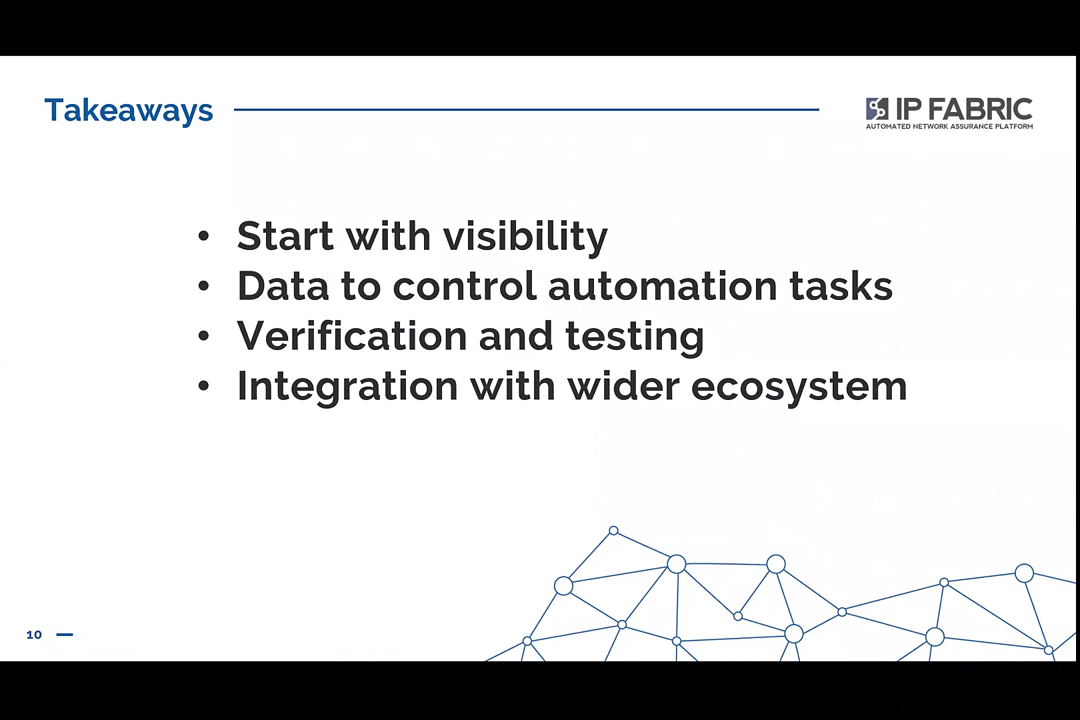 Takeaways
IP FABRIC
AUTOMATED NETWORK ASSURANCE PLATFORM
• Start with visibility
• Data to control automation tasks
• Verification and testing
• Integration with wider ecosystem
10